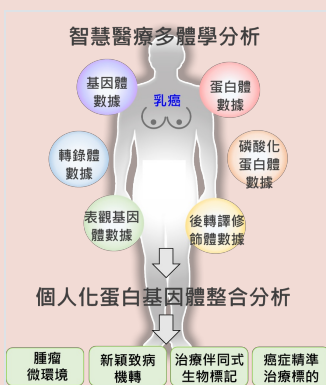 智慧醫療多體學分析
基因體
數據
乳癌
蛋白體
數據
轉錄體
數據
磷酸化
蛋白體
數據
表觀基因
體數據
後轉譯修
飾體數據
個人化蛋白基因體整合分析
腫瘤
微環境
新穎致病
機轉
治療伴同式
生物標記
癌症精準
治療標的